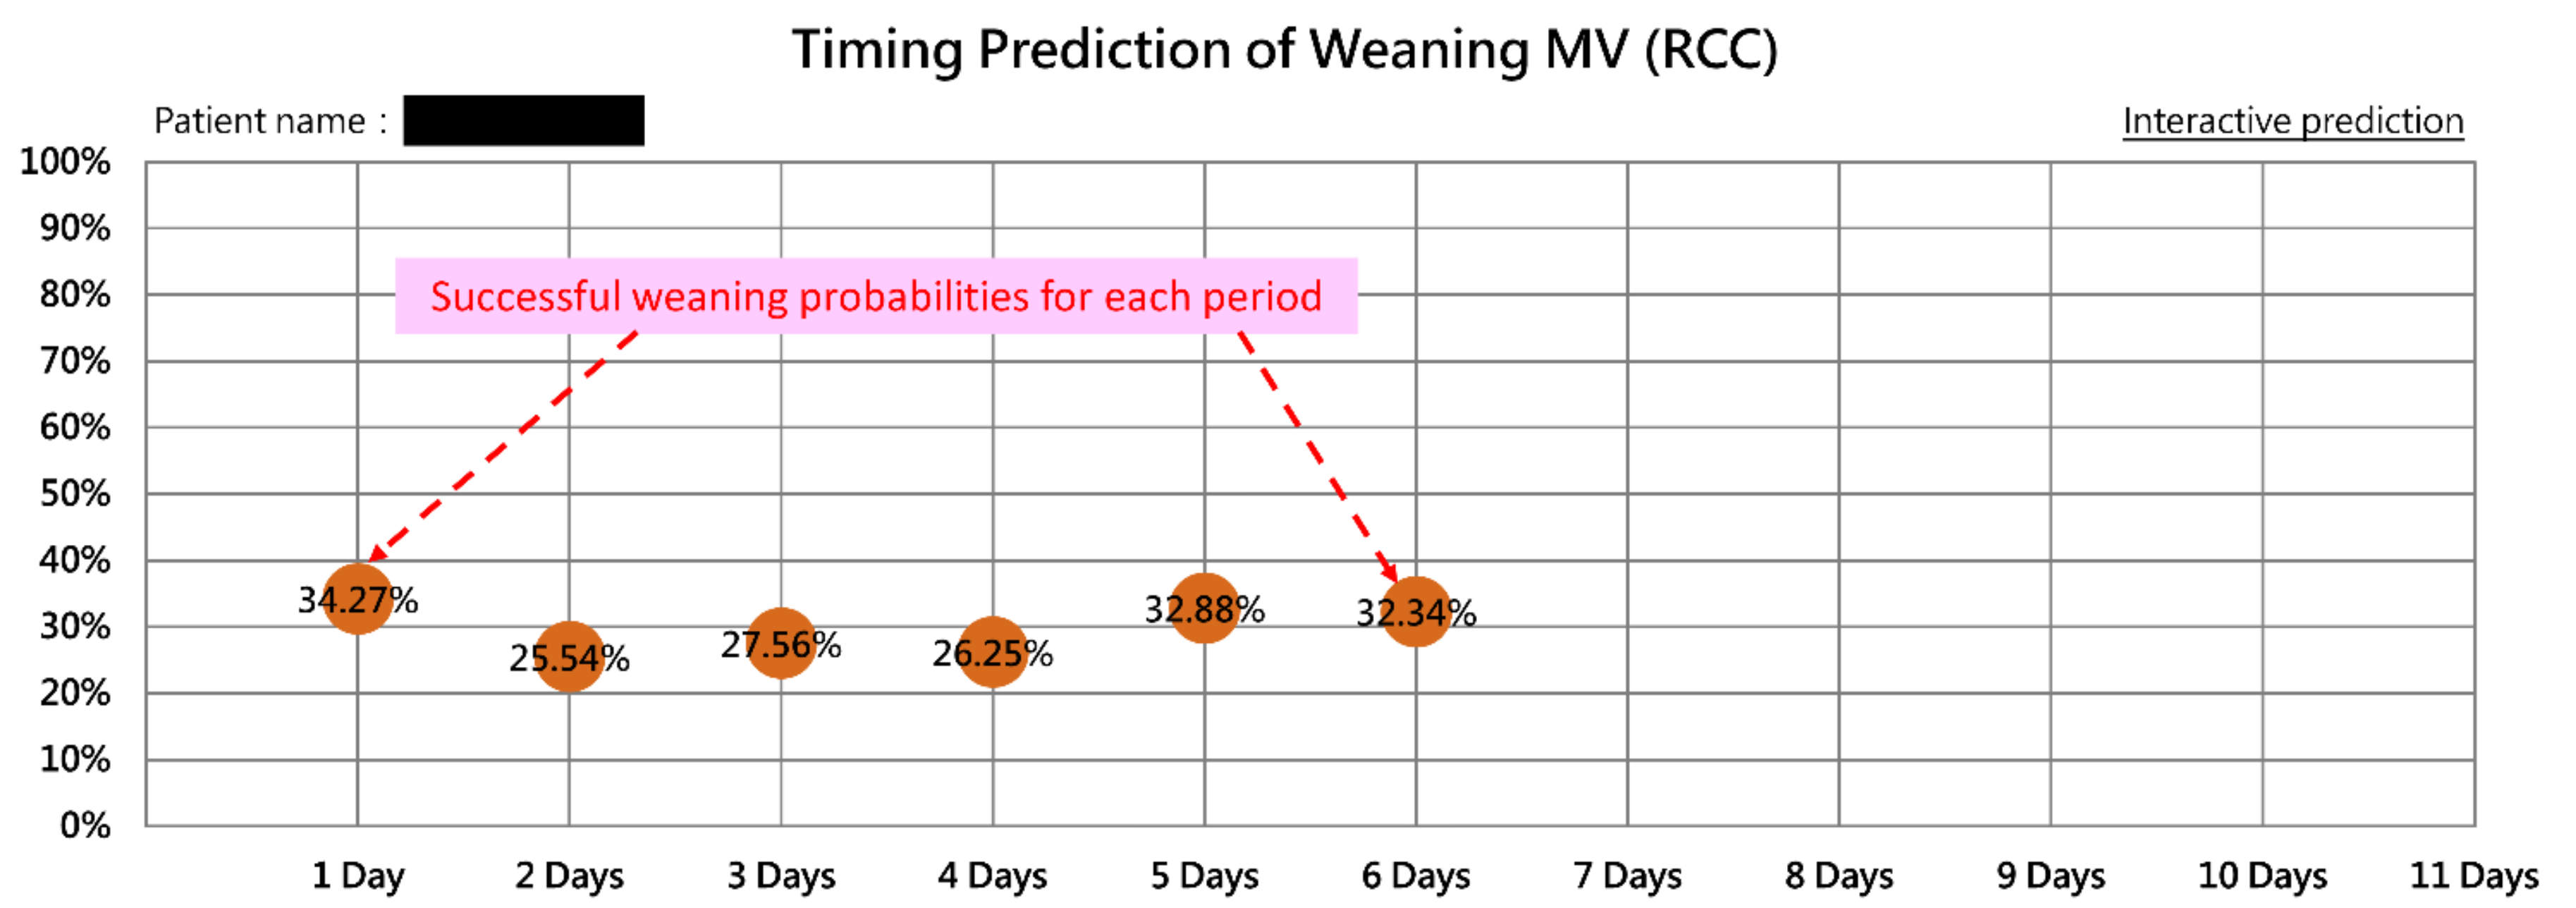 Timing Prediction of Weaning MV (RCC)
Patient name :
Interactive prediction
100%
90%
80%
70%
60%
50%
40%
30%
20%
10%
0%
Successful weaning probabilities for each period
34.27%
25.54%
27.56%
26.25%
32.88%
32.34%
1 Day
2 Days
3 Days
4 Days
5 Days
6 Days
7 Days
8 Days
9 Days
10 Days
11 Days